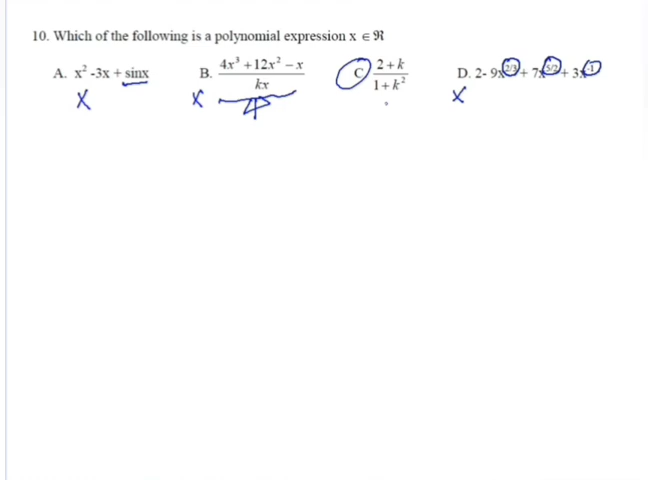 10. Which of the following is a polynomial expression x ∈ ℜ
A. x² -3x + sinx B. (4x³ +12x² – x)/(kx) C (2 + k)/(1 + k²) D. 2- 9x^2/3 + 7x^5/2 + 3x^-1
X X X